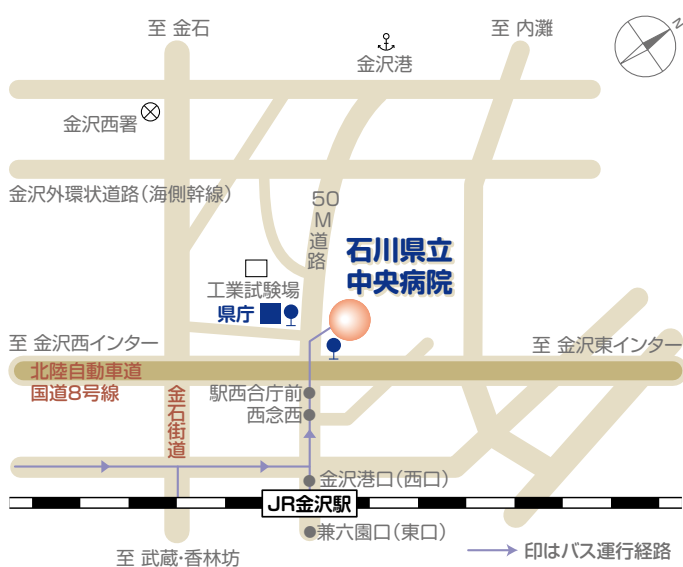 至 金石
至 内灘
N
金沢港
金沢西署
金沢外環状道路(海側幹線)
50M道路
石川県立
中央病院
工業試験場
県庁
至 金沢西インター
至 金沢東インター
北陸自動車道
国道8号線
金石街道
駅西合庁前
西念西
金沢港口(西口)
JR金沢駅
兼六園口(東口)
至 武蔵・香林坊
印はバス運行経路